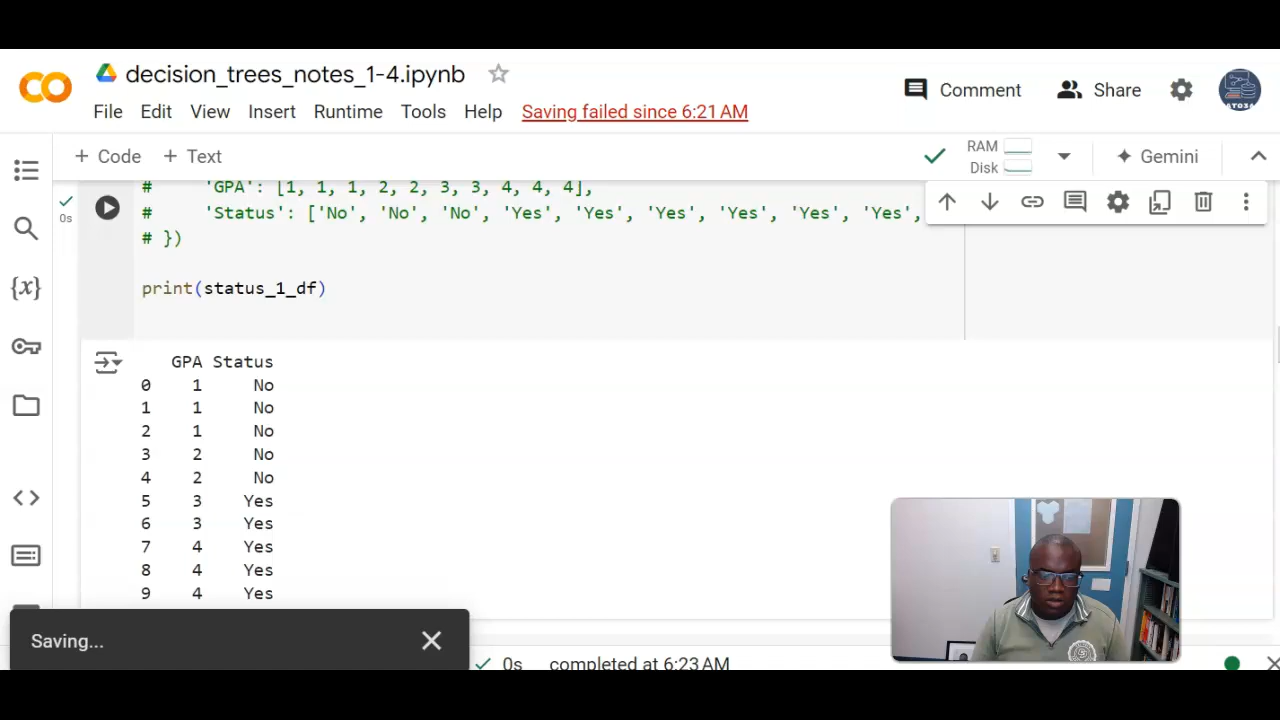 decision_trees_notes_1-4.ipynb
Comment
Share
File Edit View Insert Runtime Tools Help Saving failed since 6:21 AM
+ Code + Text
RAM
Disk
Gemini
# 'GPA': [1, 1, 1, 2, 2, 3, 3, 4, 4, 4],
# 'Status': ['No', 'No', 'No', 'Yes', 'Yes', 'Yes', 'Yes', 'Yes', 'Yes',
# })
0s
{x}
print(status_1_df)
GPA Status
0 1 No
1 1 No
2 1 No
3 2 No
4 2 No
5 3 Yes
6 3 Yes
7 4 Yes
8 4 Yes
9 4 Yes
Saving...
0s completed at 6:23 AM